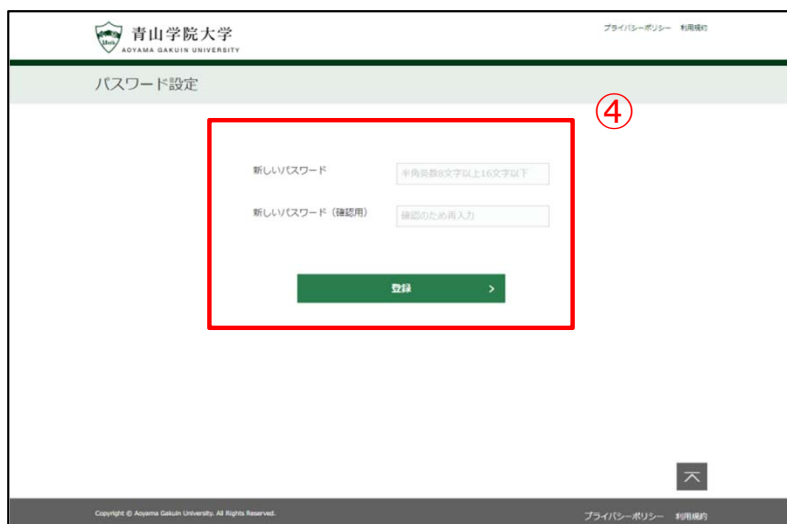 青山学院大学
AOYAMA GAKUIN UNIVERSITY
プライバシーポリシー 利用規約
パスワード設定
④
新しいパスワード
半角英数8文字以上16文字以下
新しいパスワード（確認用）
確認のため再入力
登録
Copyright © Aoyama Gakuin University. All Rights Reserved.
プライバシーポリシー 利用規約